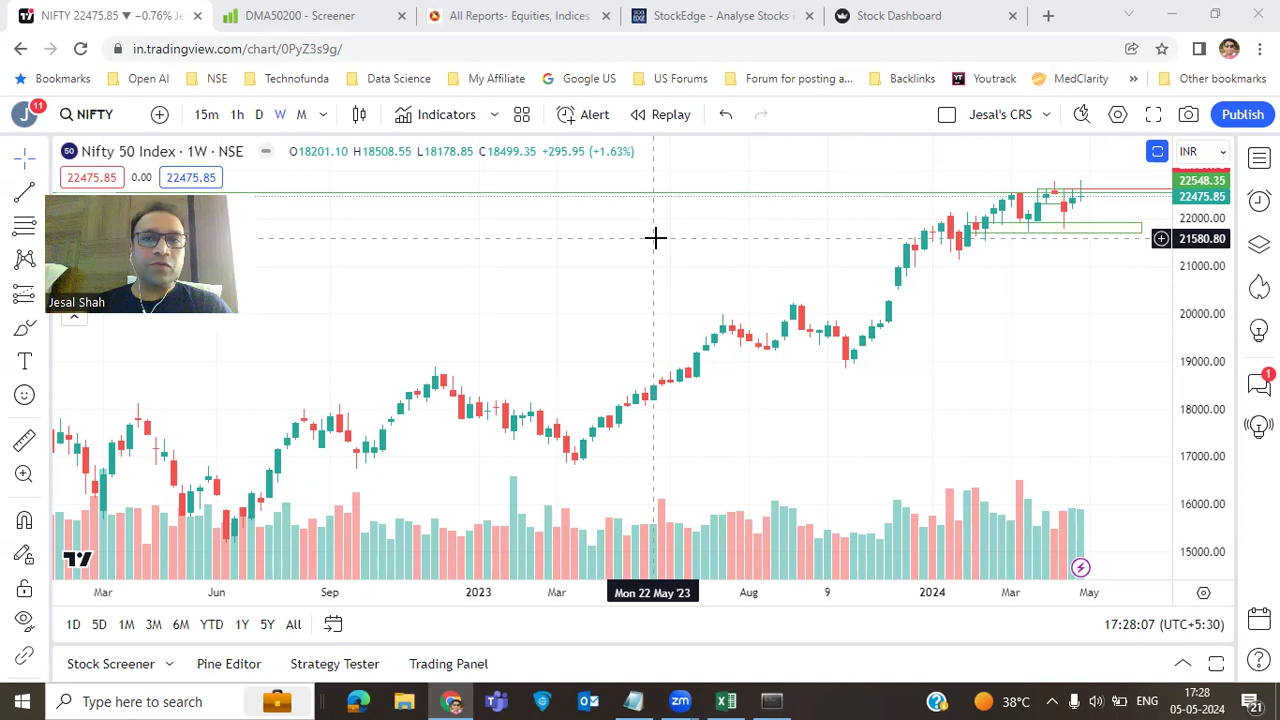 NIFTY 22475.85 ▼ −0.76% Je
DMA50200 - Screener
All Reports- Equities; Indices,
StockEdge - Analyse Stocks i
Stock Dashboard
in.tradingview.com/chart/0PyZ3s9g/
Bookmarks
Open AI
NSE
Technofunda
Data Science
My Affiliate
Google US
US Forums
Forum for posting a...
Backlinks
Youtrack
MedClarity
Other bookmarks
J
11
NIFTY
15m
1h
D
W
M
Indicators
Alert
Replay
Jesal's CRS
Publish
50 Nifty 50 Index · 1W · NSE
O18201.10 H18508.55 L18178.85 C18499.35 +295.95 (+1.63%)
INR
22475.85
0.00
22475.85
22548.35
22475.85
22000.00
21580.80
21000.00
20000.00
19000.00
18000.00
17000.00
16000.00
15000.00
Jesal Shah
1
Mar
Jun
Sep
2023
Mar
Mon 22 May '23
Aug
9
2024
Mar
May
1D
5D
1M
3M
6M
YTD
1Y
5Y
All
17:28:07 (UTC+5:30)
Stock Screener
Pine Editor
Strategy Tester
Trading Panel
Type here to search
38°C
ENG
17:28
05-05-2024
21